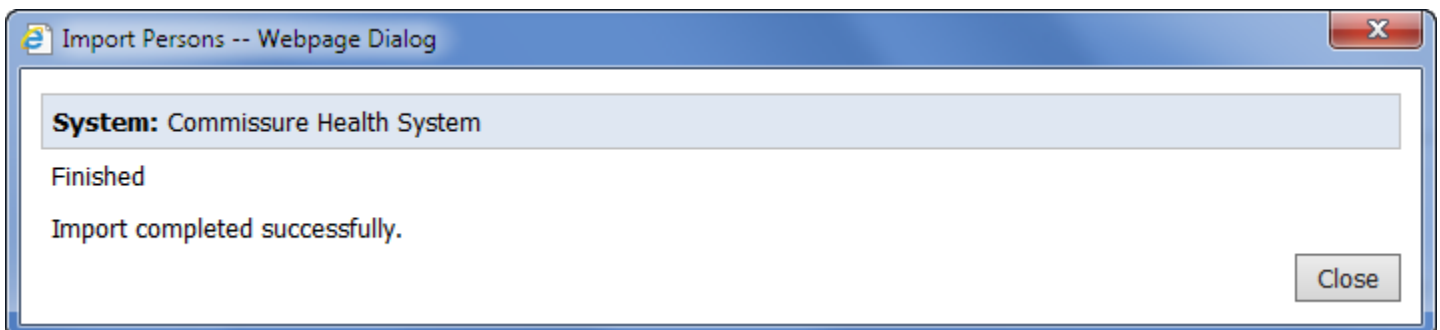 Import Persons -- Webpage Dialog
System: Commissure Health System
Finished
Import completed successfully.
Close